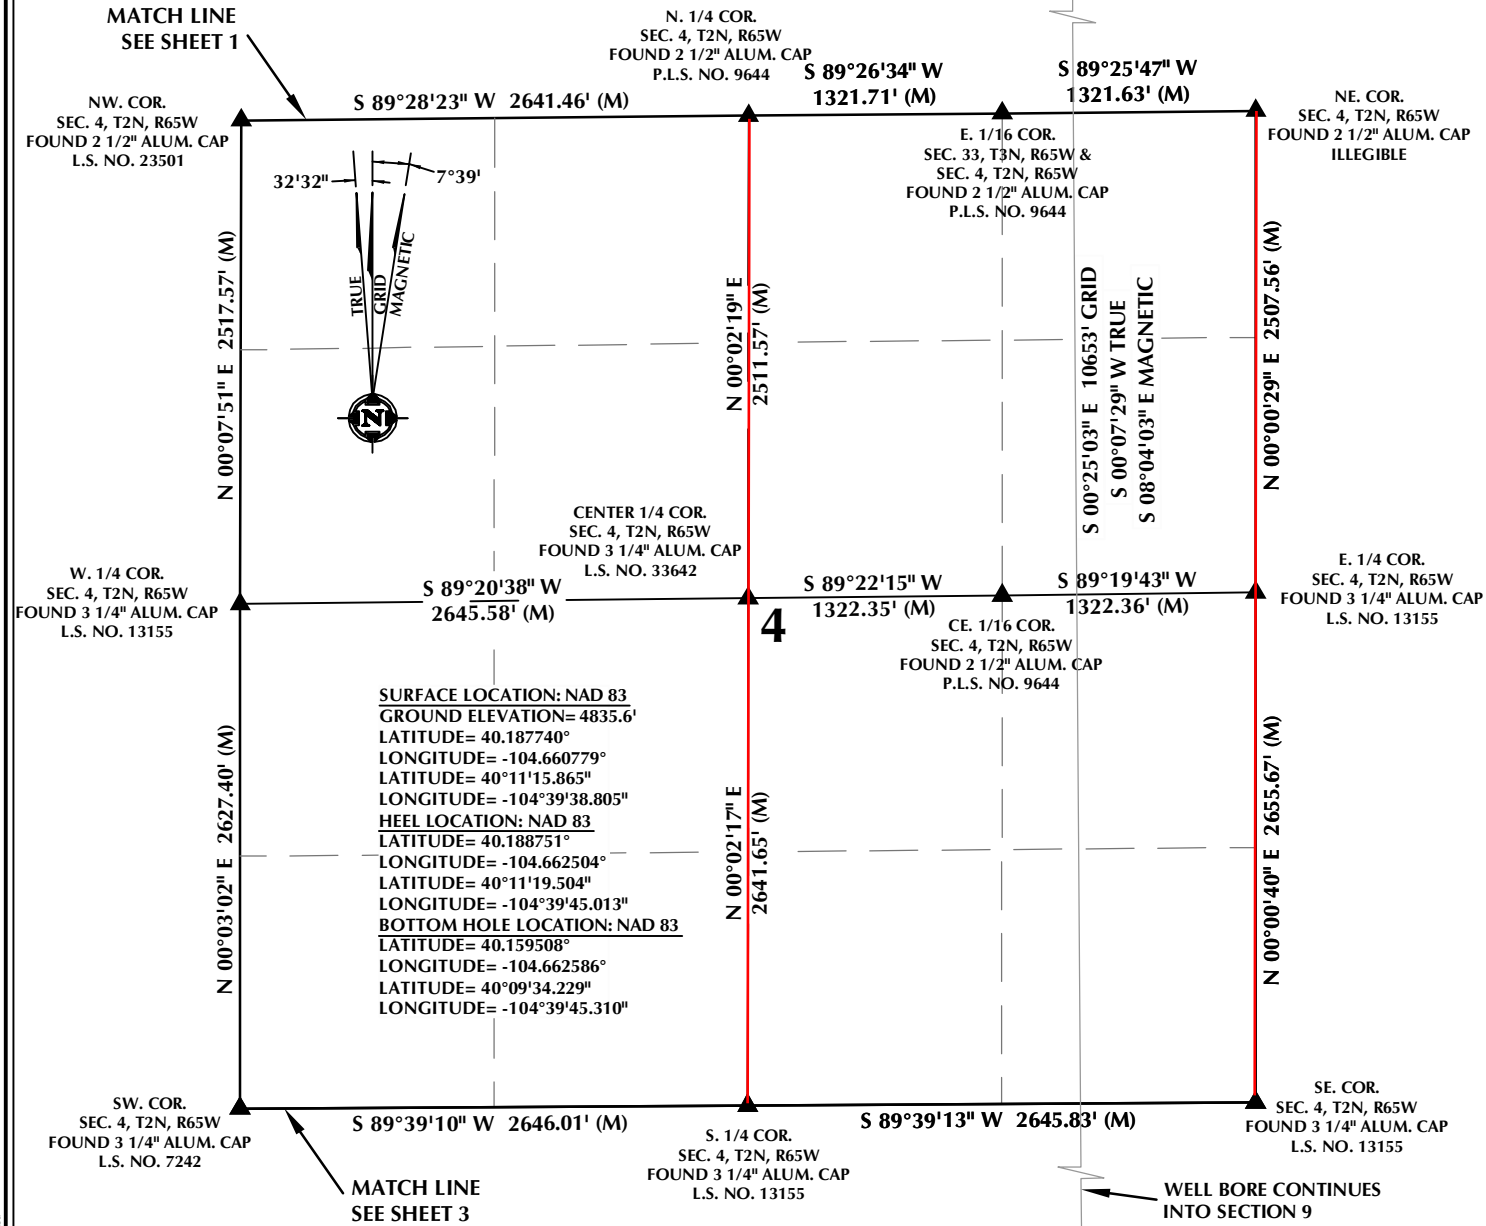 MATCH LINE
SEE SHEET 1
N. 1/4 COR.
SEC. 4, T2N, R65W
FOUND 2 1/2" ALUM. CAP
P.L.S. NO. 9644
S 89°26'34" W
1321.71' (M)
S 89°25'47" W
1321.63' (M)
NW. COR.
SEC. 4, T2N, R65W
FOUND 2 1/2" ALUM. CAP
L.S. NO. 23501
S 89°28'23" W 2641.46' (M)
NE. COR.
SEC. 4, T2N, R65W
FOUND 2 1/2" ALUM. CAP
ILLEGIBLE
E. 1/16 COR.
SEC. 33, T3N, R65W &
SEC. 4, T2N, R65W
FOUND 2 1/2" ALUM. CAP
P.L.S. NO. 9644
32'32"
7°39'
TRUE
GRID
MAGNETIC
N
N 00°07'51" E 2517.57' (M)
N 00°02'19" E
2511.57' (M)
S 00°25'03" E 10653' GRID
S 00°07'29" W TRUE
S 08°04'03" E MAGNETIC
N 00°00'29" E 2507.56' (M)
CENTER 1/4 COR.
SEC. 4, T2N, R65W
FOUND 3 1/4" ALUM. CAP
L.S. NO. 33642
W. 1/4 COR.
SEC. 4, T2N, R65W
FOUND 3 1/4" ALUM. CAP
L.S. NO. 13155
S 89°20'38" W
2645.58' (M)
S 89°22'15" W
1322.35' (M)
S 89°19'43" W
1322.36' (M)
E. 1/4 COR.
SEC. 4, T2N, R65W
FOUND 3 1/4" ALUM. CAP
L.S. NO. 13155
4
CE. 1/16 COR.
SEC. 4, T2N, R65W
FOUND 2 1/2" ALUM. CAP
P.L.S. NO. 9644
SURFACE LOCATION: NAD 83
GROUND ELEVATION= 4835.6'
LATITUDE= 40.187740°
LONGITUDE= -104.660779°
LATITUDE= 40°11'15.865"
LONGITUDE= -104°39'38.805"
HEEL LOCATION: NAD 83
LATITUDE= 40.188751°
LONGITUDE= -104.662504°
LATITUDE= 40°11'19.504"
LONGITUDE= -104°39'45.013"
BOTTOM HOLE LOCATION: NAD 83
LATITUDE= 40.159508°
LONGITUDE= -104.662586°
LATITUDE= 40°09'34.229"
LONGITUDE= -104°39'45.310"
N 00°03'02" E 2627.40' (M)
N 00°02'17" E
2641.65' (M)
N 00°00'40" E 2655.67' (M)
SW. COR.
SEC. 4, T2N, R65W
FOUND 3 1/4" ALUM. CAP
L.S. NO. 7242
S 89°39'10" W 2646.01' (M)
S 89°39'13" W 2645.83' (M)
SE. COR.
SEC. 4, T2N, R65W
FOUND 3 1/4" ALUM. CAP
L.S. NO. 13155
S. 1/4 COR.
SEC. 4, T2N, R65W
FOUND 3 1/4" ALUM. CAP
L.S. NO. 13155
MATCH LINE
SEE SHEET 3
WELL BORE CONTINUES
INTO SECTION 9